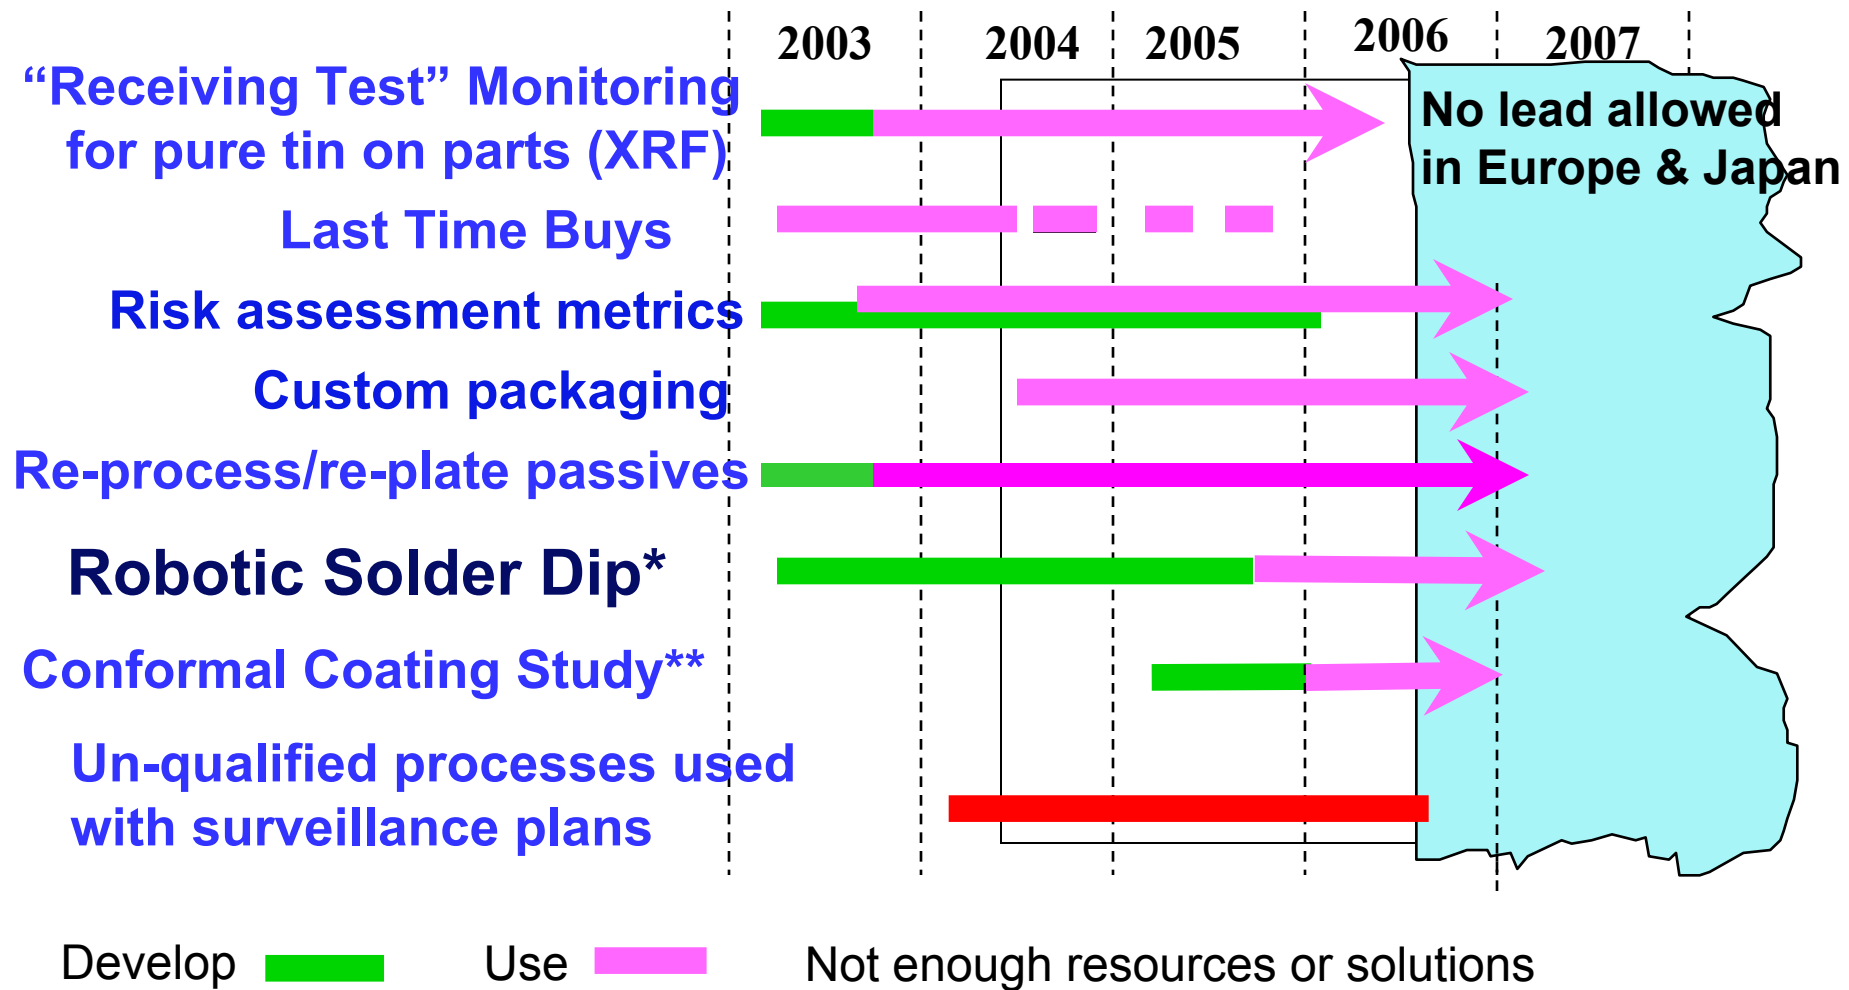 2003 2004 2005 2006 2007
“Receiving Test” Monitoring
for pure tin on parts (XRF)
No lead allowed
in Europe & Japan
Last Time Buys
Risk assessment metrics
Custom packaging
Re-process/re-plate passives
Robotic Solder Dip*
Conformal Coating Study**
Un-qualified processes used
with surveillance plans
Develop Use Not enough resources or solutions